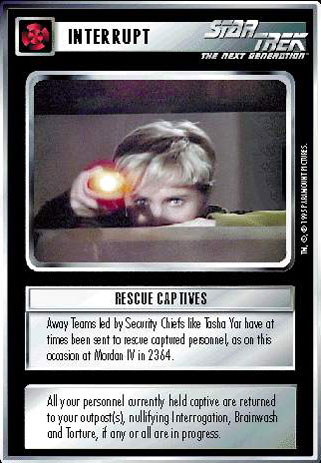 INTERRUPT
STAR TREK
THE NEXT GENERATION™
TM, ©, ® 1995 PARAMOUNT PICTURES.
RESCUE CAPTIVES
Away Teams led by Security Chiefs like Tasha Yar have at
times been sent to rescue captured personnel, as on this
occasion at Mordan IV in 2364.
All your personnel currently held captive are returned
to your outpost(s), nullifying Interrogation, Brainwash
and Torture, if any or all are in progress.